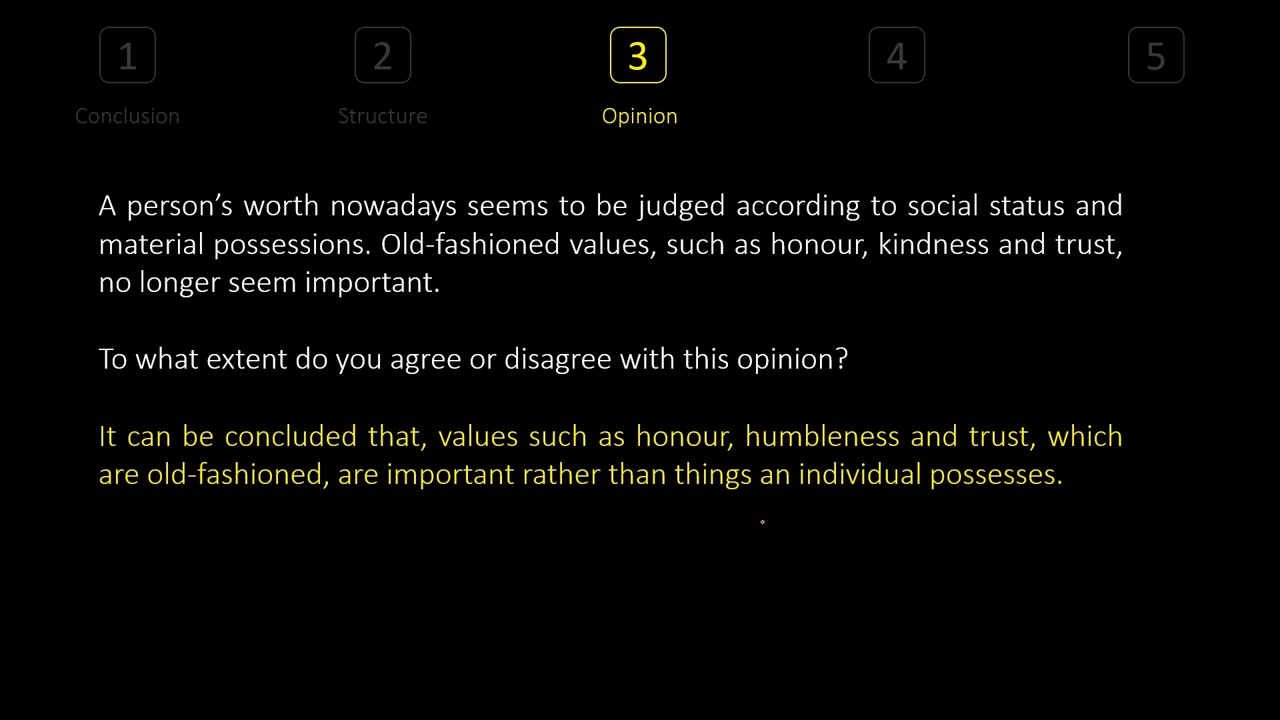 1 2 3 4 5
Conclusion Structure Opinion
A person’s worth nowadays seems to be judged according to social status and
material possessions. Old-fashioned values, such as honour, kindness and trust,
no longer seem important.
To what extent do you agree or disagree with this opinion?
It can be concluded that, values such as honour, humbleness and trust, which
are old-fashioned, are important rather than things an individual possesses.